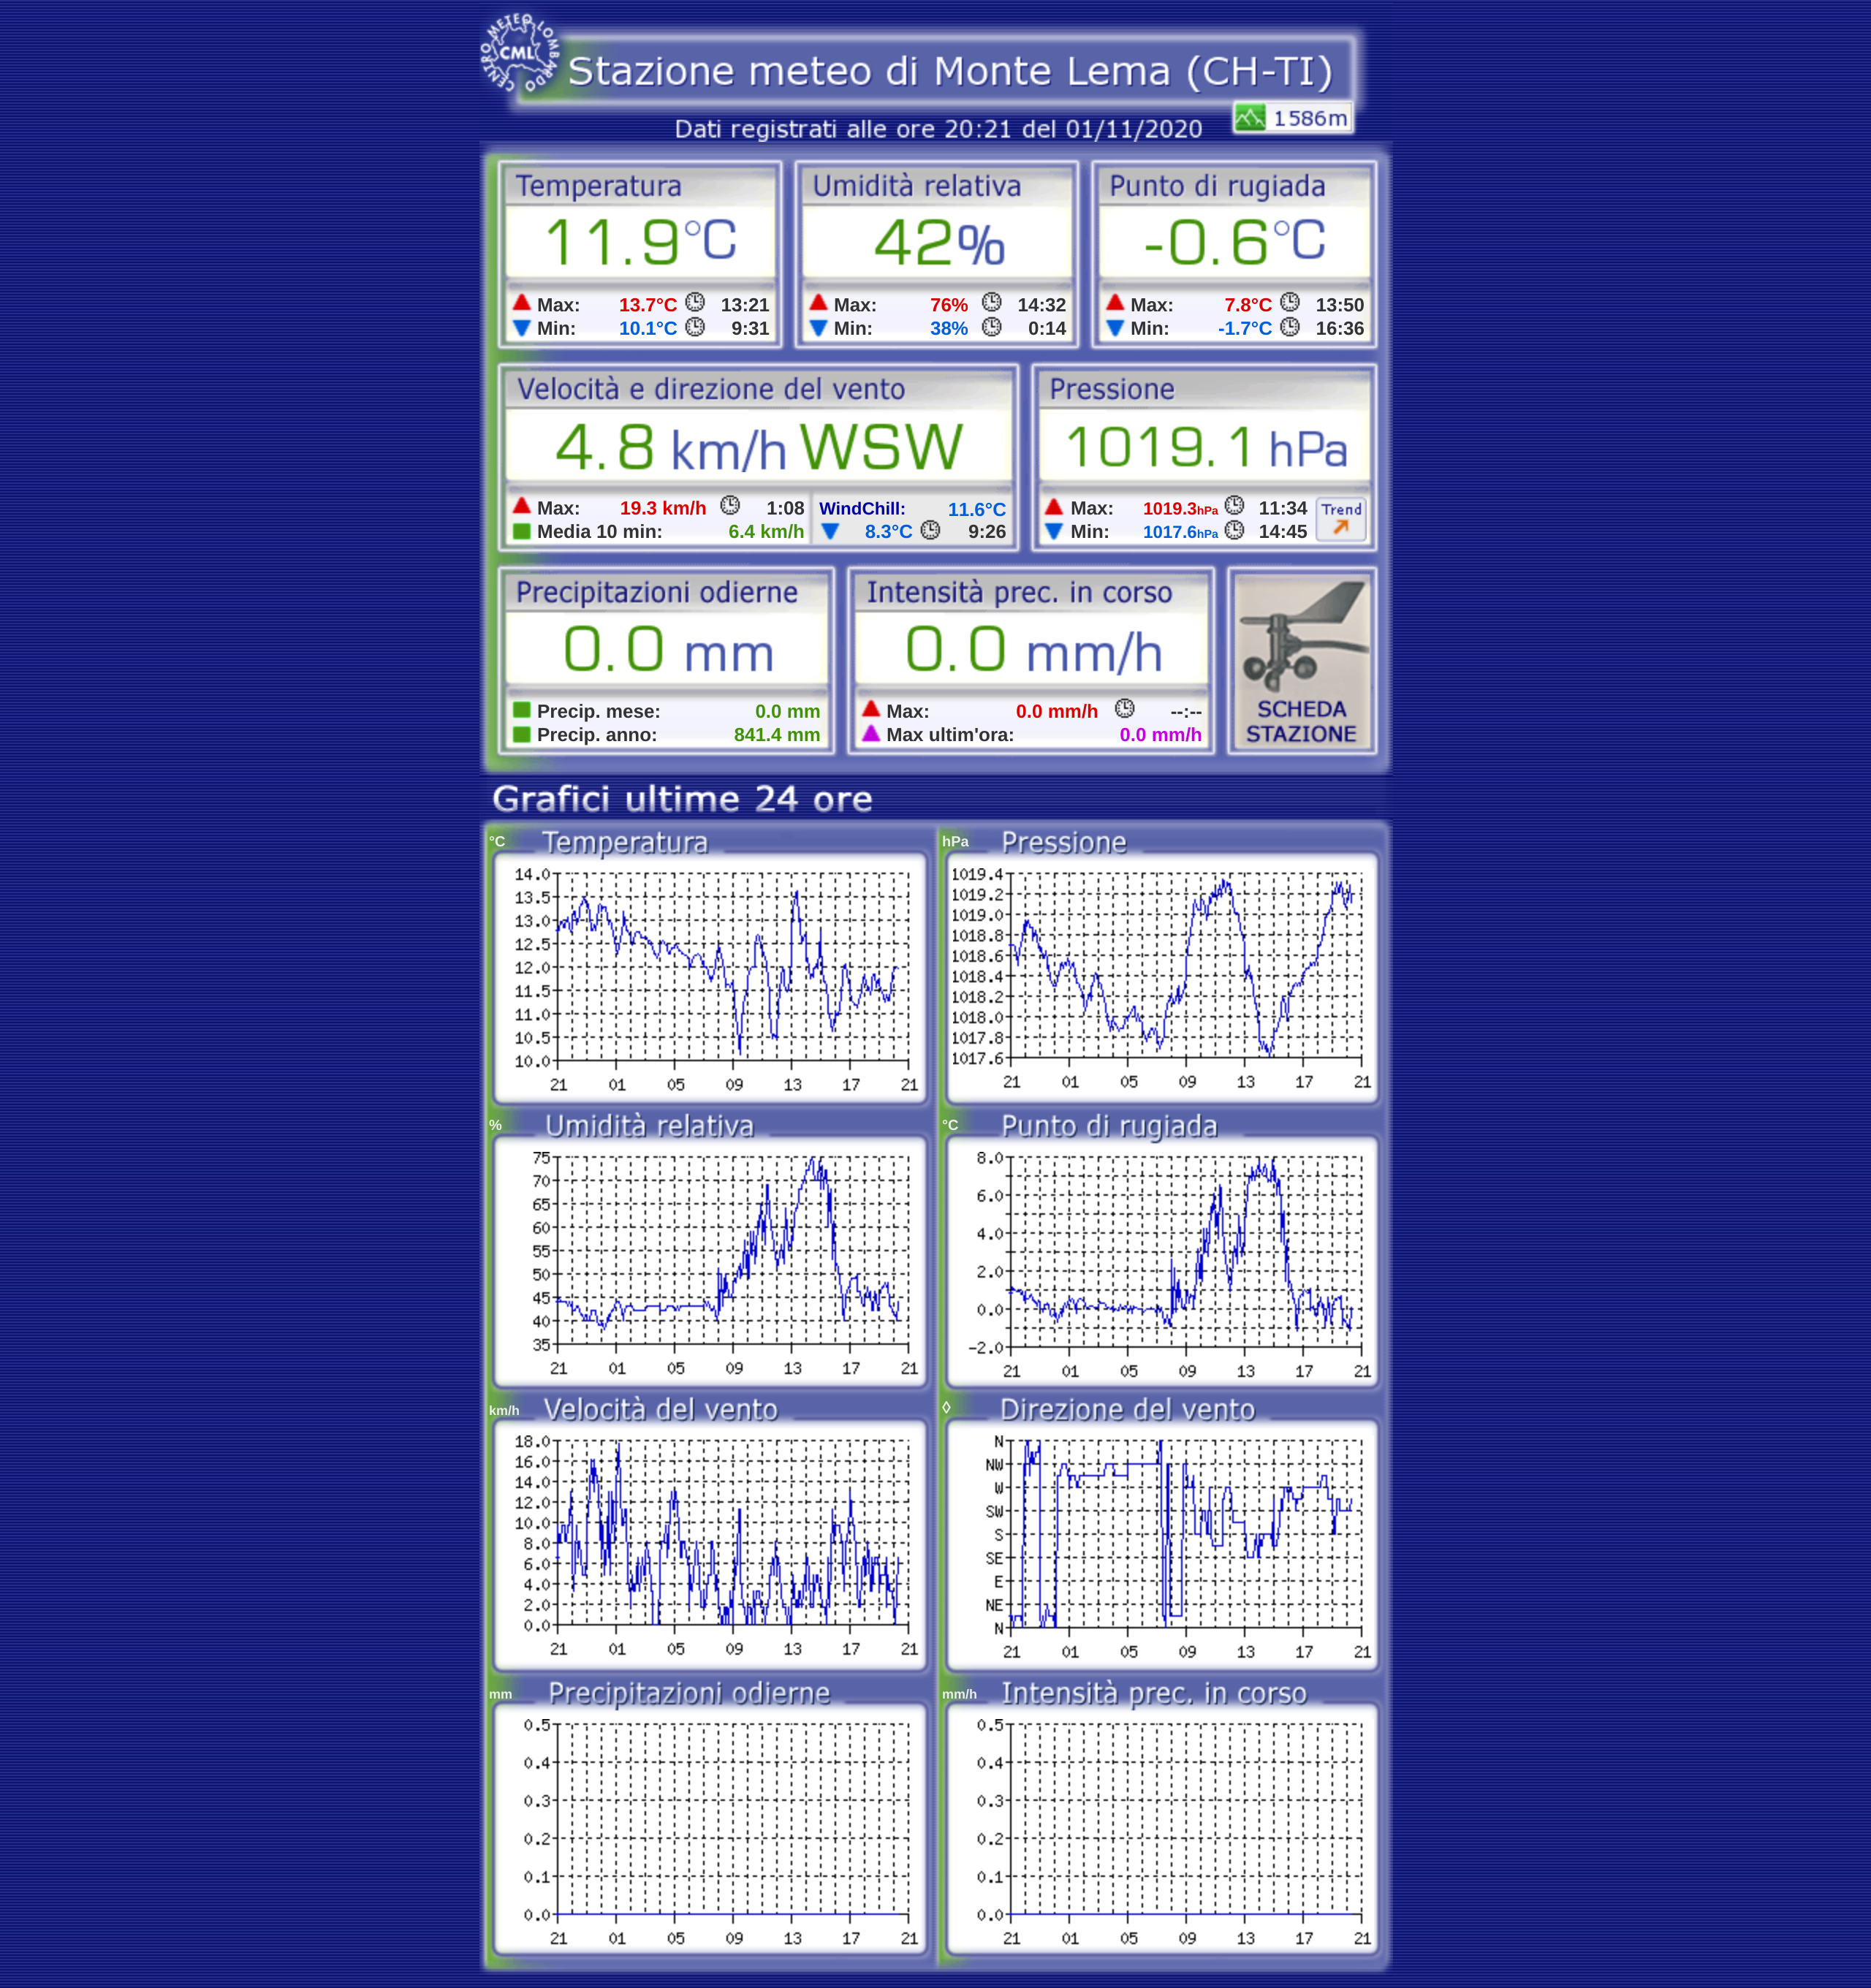 CENTRO METEO LOMBARDO
CML
Stazione meteo di Monte Lema (CH-TI)
1586m
Dati registrati alle ore 20:21 del 01/11/2020
Temperatura
11.9°C
Max: 13.7°C 13:21
Min: 10.1°C 9:31
Umidità relativa
42%
Max: 76% 14:32
Min: 38% 0:14
Punto di rugiada
-0.6°C
Max: 7.8°C 13:50
Min: -1.7°C 16:36
Velocità e direzione del vento
4.8 km/h WSW
Max: 19.3 km/h 1:08
Media 10 min: 6.4 km/h
WindChill: 11.6°C
8.3°C 9:26
Pressione
1019.1 hPa
Max: 1019.3hPa 11:34
Min: 1017.6hPa 14:45
Trend
Precipitazioni odierne
0.0 mm
Precip. mese: 0.0 mm
Precip. anno: 841.4 mm
Intensità prec. in corso
0.0 mm/h
Max: 0.0 mm/h --:--
Max ultim'ora: 0.0 mm/h
SCHEDA
STAZIONE
Grafici ultime 24 ore
°C Temperatura
14.0
13.5
13.0
12.5
12.0
11.5
11.0
10.5
10.0
21 01 05 09 13 17 21
hPa Pressione
1019.4
1019.2
1019.0
1018.8
1018.6
1018.4
1018.2
1018.0
1017.8
1017.6
21 01 05 09 13 17 21
% Umidità relativa
75
70
65
60
55
50
45
40
35
21 01 05 09 13 17 21
°C Punto di rugiada
8.0
6.0
4.0
2.0
0.0
-2.0
21 01 05 09 13 17 21
km/h Velocità del vento
18.0
16.0
14.0
12.0
10.0
8.0
6.0
4.0
2.0
0.0
21 01 05 09 13 17 21
◊ Direzione del vento
N
NW
W
SW
S
SE
E
NE
N
21 01 05 09 13 17 21
mm Precipitazioni odierne
0.5
0.4
0.3
0.2
0.1
0.0
21 01 05 09 13 17 21
mm/h Intensità prec. in corso
0.5
0.4
0.3
0.2
0.1
0.0
21 01 05 09 13 17 21